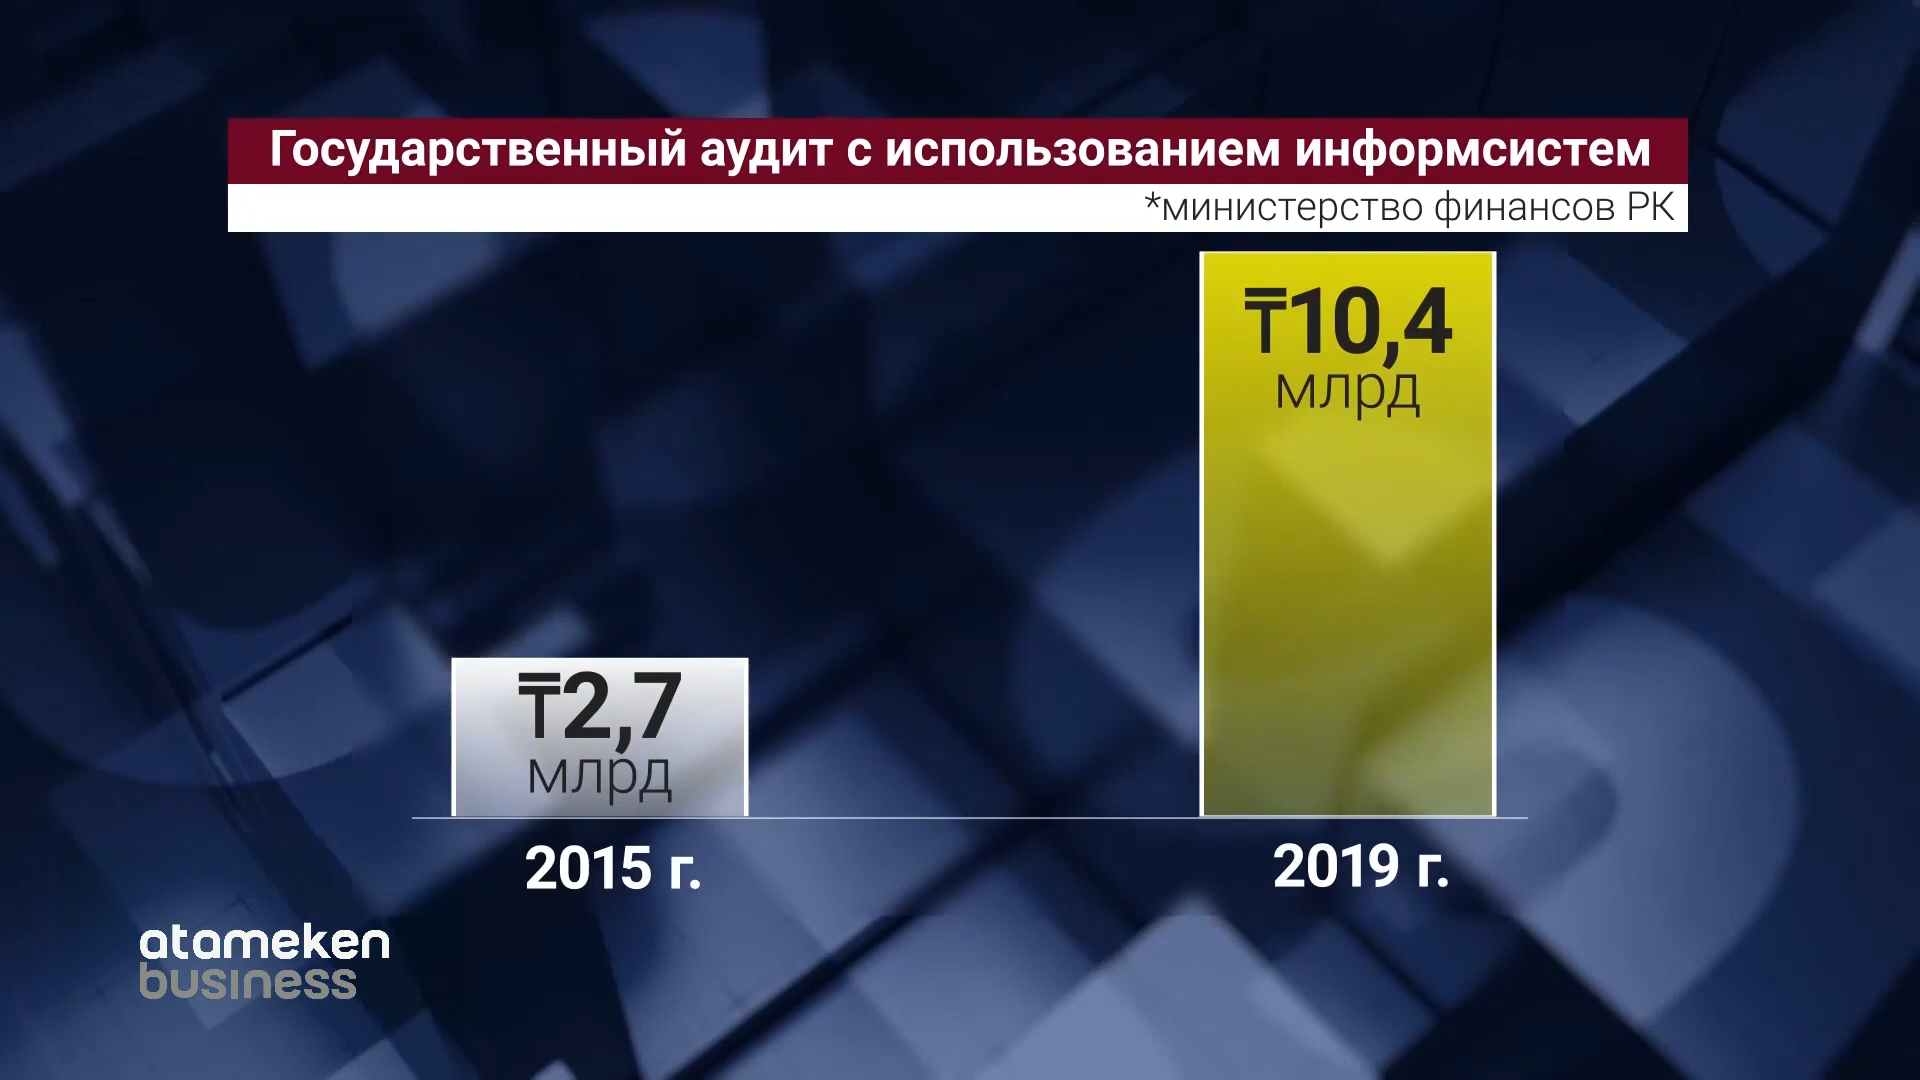 Государственный аудит с использованием информсистем
*министерство финансов РК
₸10,4
млрд
₸2,7
млрд
2015 г.
2019 г.
atameken
business